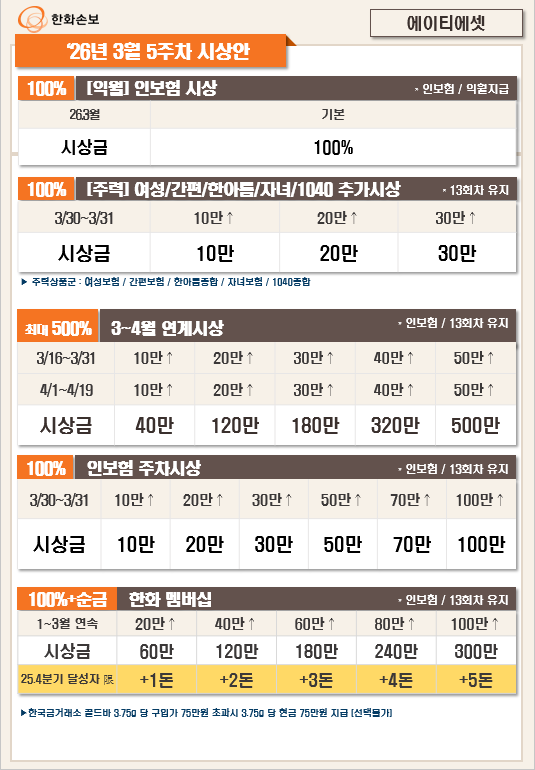 한화손보
에이티에셋
'26년 3월 5주차 시상안
100% [익월] 인보험 시상 * 인보험 / 익월지급
26.3월 기본
시상금 100%
100% [주력] 여성/간편/한아름/자녀/1040 추가시상 * 13회차 유지
3/30~3/31 10만↑ 20만↑ 30만↑
시상금 10만 20만 30만
▶ 주력상품군 : 여성보험 / 간편보험 / 한아름종합 / 자녀보험 / 1040종합
최대 500% 3~4월 연계시상 * 인보험 / 13회차 유지
3/16~3/31 10만↑ 20만↑ 30만↑ 40만↑ 50만↑
4/1~4/19 10만↑ 20만↑ 30만↑ 40만↑ 50만↑
시상금 40만 120만 180만 320만 500만
100% 인보험 주차시상 * 인보험 / 13회차 유지
3/30~3/31 10만↑ 20만↑ 30만↑ 50만↑ 70만↑ 100만↑
시상금 10만 20만 30만 50만 70만 100만
100%+순금 한화 멤버십 * 인보험 / 13회차 유지
1~3월 연속 20만↑ 40만↑ 60만↑ 80만↑ 100만↑
시상금 60만 120만 180만 240만 300만
25.4분기 달성자 限 +1돈 +2돈 +3돈 +4돈 +5돈
▶한국금거래소 골드바 3.75g 당 구입가 75만원 초과시 3.75g 당 현금 75만원 지급 [선택불가]